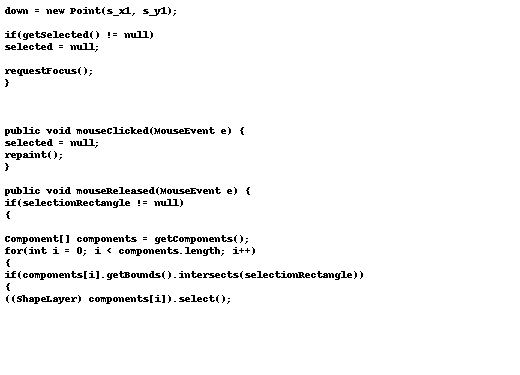 down = new Point(s_x1, s_y1);
if(getSelected() != null)
selected = null;
requestFocus();
}
public void mouseClicked(MouseEvent e) {
selected = null;
repaint();
}
public void mouseReleased(MouseEvent e) {
if(selectionRectangle != null)
{
Component[] components = getComponents();
for(int i = 0; i < components.length; i++)
{
if(components[i].getBounds().intersects(selectionRectangle))
{
((ShapeLayer) components[i]).select();